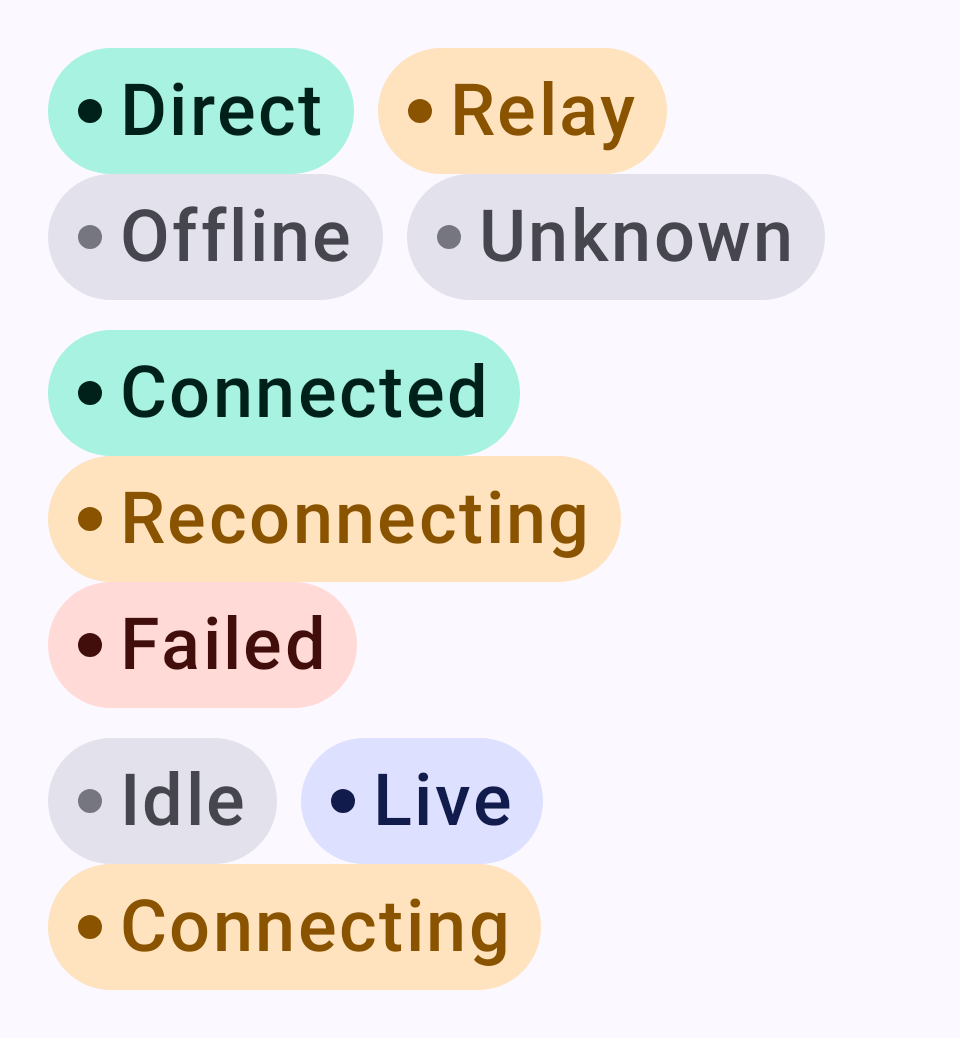 Direct Relay
Offline Unknown
Connected
Reconnecting
Failed
Idle Live
Connecting